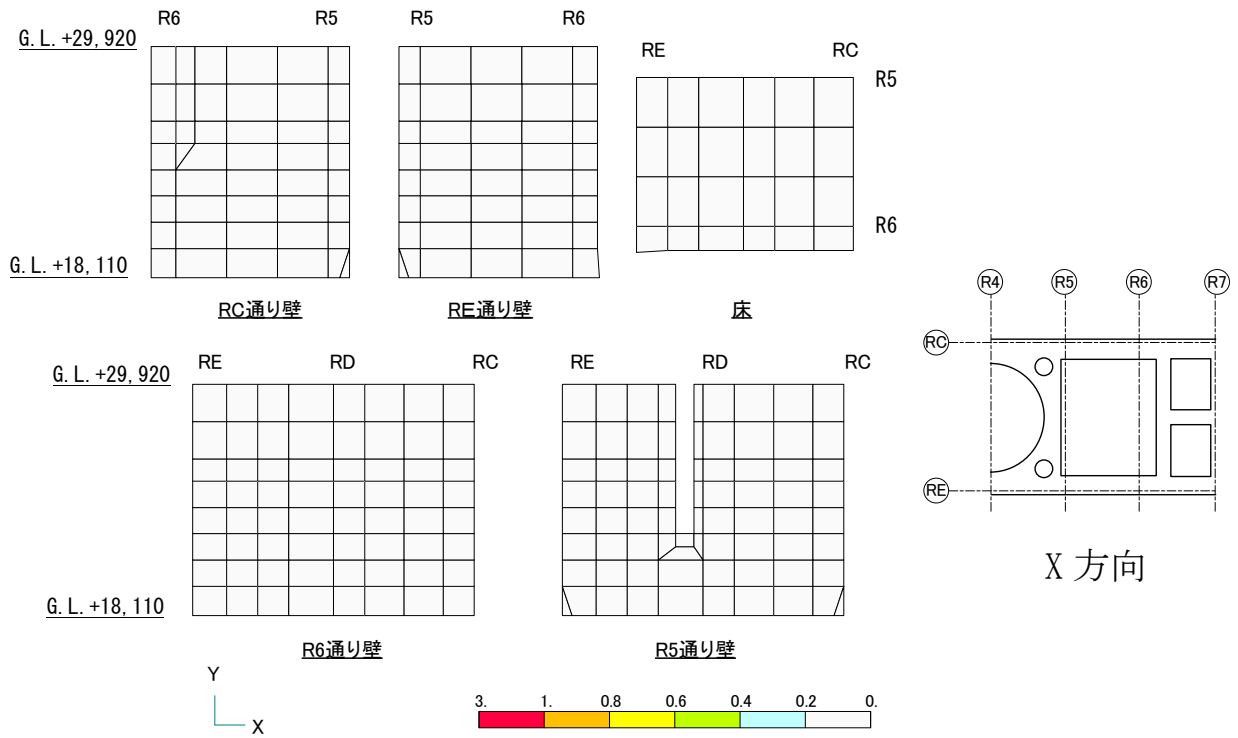 R6 R5
G.L.+29,920
G.L.+18,110
RC通り壁
R5 R6
RE通り壁
RE RC
R5
R6
床
RE RD RC
G.L.+29,920
G.L.+18,110
R6通り壁
RE RD RC
R5通り壁
R4 R5 R6 R7
RC
RE
X 方向
Y
X
3. 1. 0.8 0.6 0.4 0.2 0.